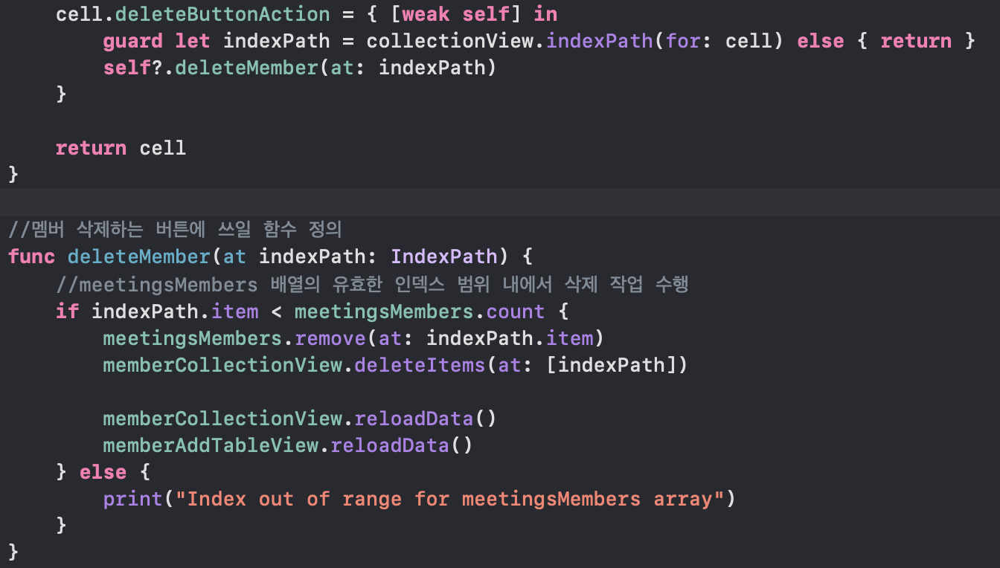 cell.deleteButtonAction = { [weak self] in
        guard let indexPath = collectionView.indexPath(for: cell) else { return }
        self?.deleteMember(at: indexPath)
    }

    return cell
}

//멤버 삭제하는 버튼에 쓰일 함수 정의
func deleteMember(at indexPath: IndexPath) {
    //meetingsMembers 배열의 유효한 인덱스 범위 내에서 삭제 작업 수행
    if indexPath.item < meetingsMembers.count {
        meetingsMembers.remove(at: indexPath.item)
        memberCollectionView.deleteItems(at: [indexPath])

        memberCollectionView.reloadData()
        memberAddTableView.reloadData()
    } else {
        print("Index out of range for meetingsMembers array")
    }
}